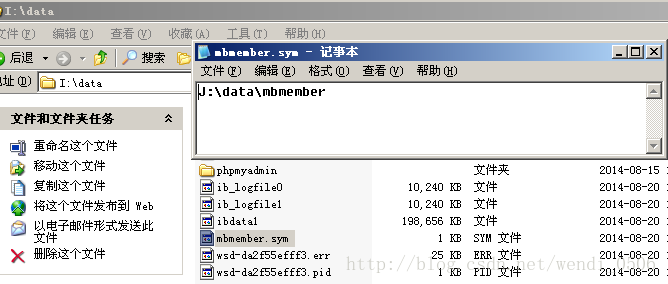 I:\data
文件(F) 编辑(E) 查看(V) 收藏(A) 工具(T) 帮助(H)
后退 搜索
地址(D) I:\data
mbmember.sym - 记事本
文件(F) 编辑(E) 格式(O) 查看(V) 帮助(H)
J:\data\mbmember
文件和文件夹任务
重命名这个文件
移动这个文件
复制这个文件
将这个文件发布到 Web
以电子邮件形式发送此
文件
删除这个文件
phpmyadmin 文件夹 2014-08-15
ib_logfile0 10,240 KB 文件 2014-08-20
ib_logfile1 10,240 KB 文件 2014-08-20
ibdata1 198,656 KB 文件 2014-08-20
mbmember.sym 1 KB SYM 文件 2014-08-20
wsd-da2f55efff3.err 25 KB ERR 文件 2014-08-20
wsd-da2f55efff3.pid 1 KB PID 文件 2014-08-20